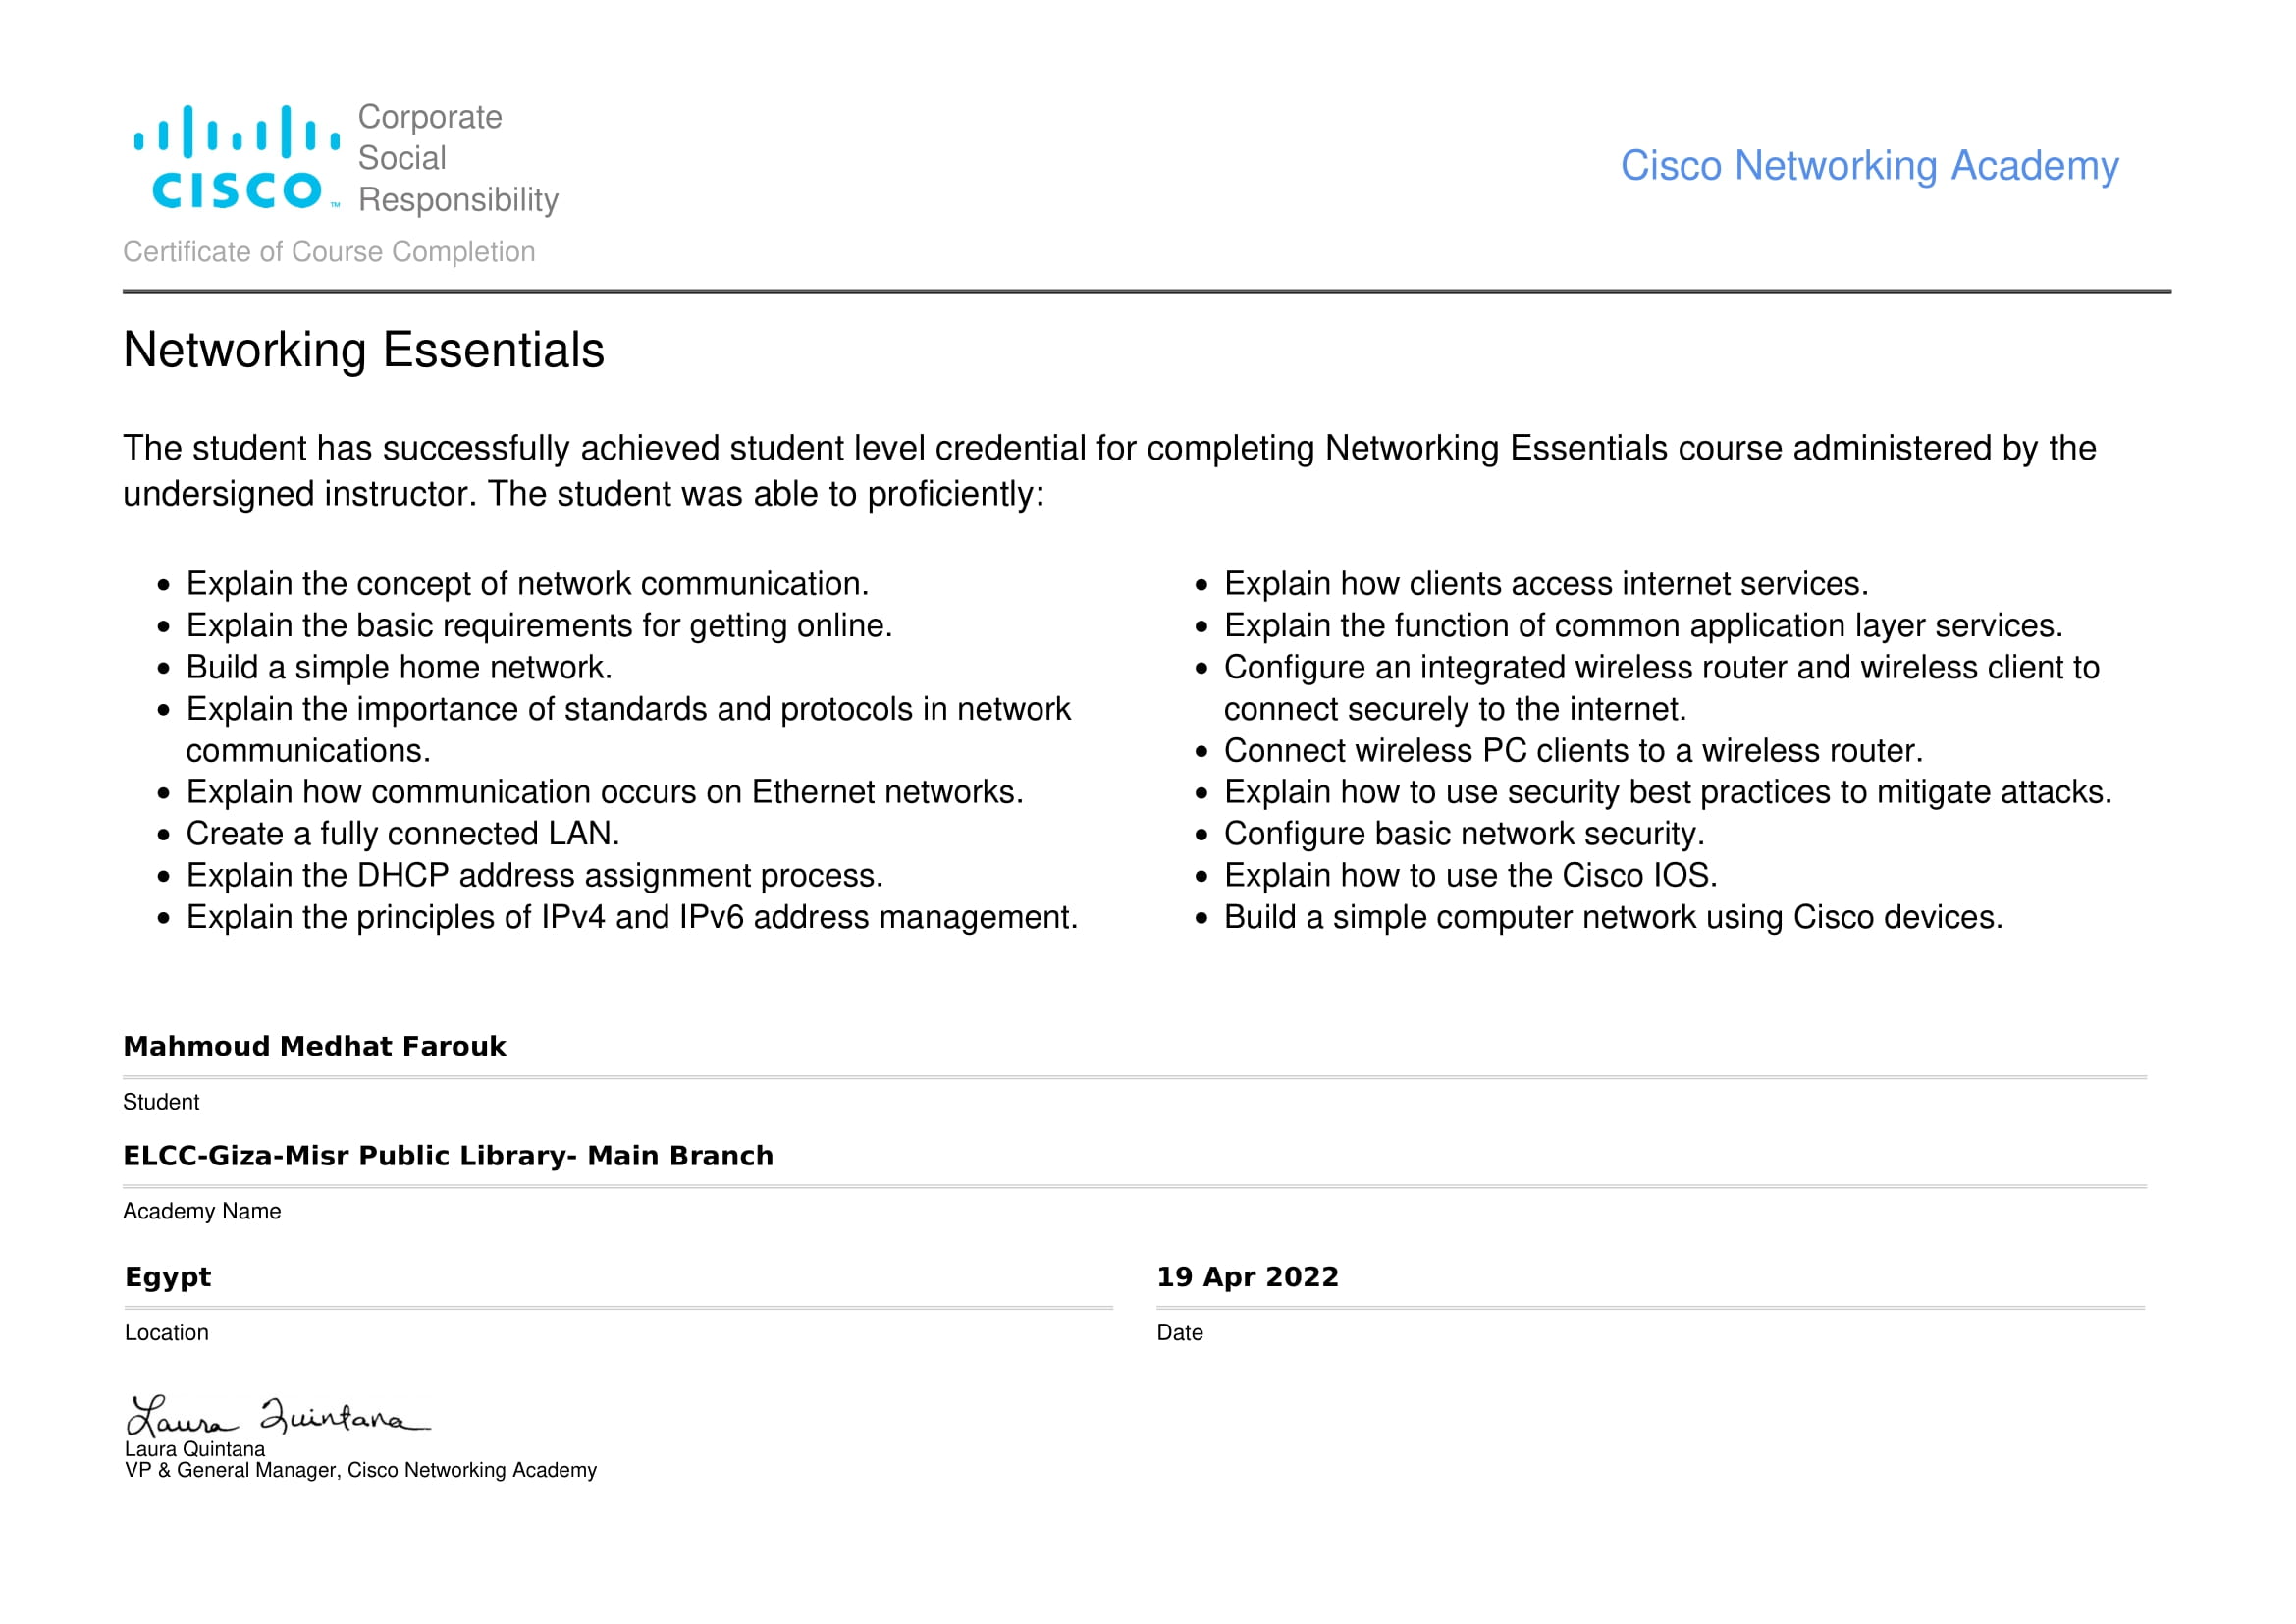 CISCO™
Corporate
Social
Responsibility
Cisco Networking Academy
Certificate of Course Completion
Networking Essentials
The student has successfully achieved student level credential for completing Networking Essentials course administered by the
undersigned instructor. The student was able to proficiently:
• Explain the concept of network communication.
• Explain the basic requirements for getting online.
• Build a simple home network.
• Explain the importance of standards and protocols in network
communications.
• Explain how communication occurs on Ethernet networks.
• Create a fully connected LAN.
• Explain the DHCP address assignment process.
• Explain the principles of IPv4 and IPv6 address management.
• Explain how clients access internet services.
• Explain the function of common application layer services.
• Configure an integrated wireless router and wireless client to
connect securely to the internet.
• Connect wireless PC clients to a wireless router.
• Explain how to use security best practices to mitigate attacks.
• Configure basic network security.
• Explain how to use the Cisco IOS.
• Build a simple computer network using Cisco devices.
Mahmoud Medhat Farouk
Student
ELCC-Giza-Misr Public Library- Main Branch
Academy Name
Egypt
Location
19 Apr 2022
Date
Laura Quintana
Laura Quintana
VP & General Manager, Cisco Networking Academy